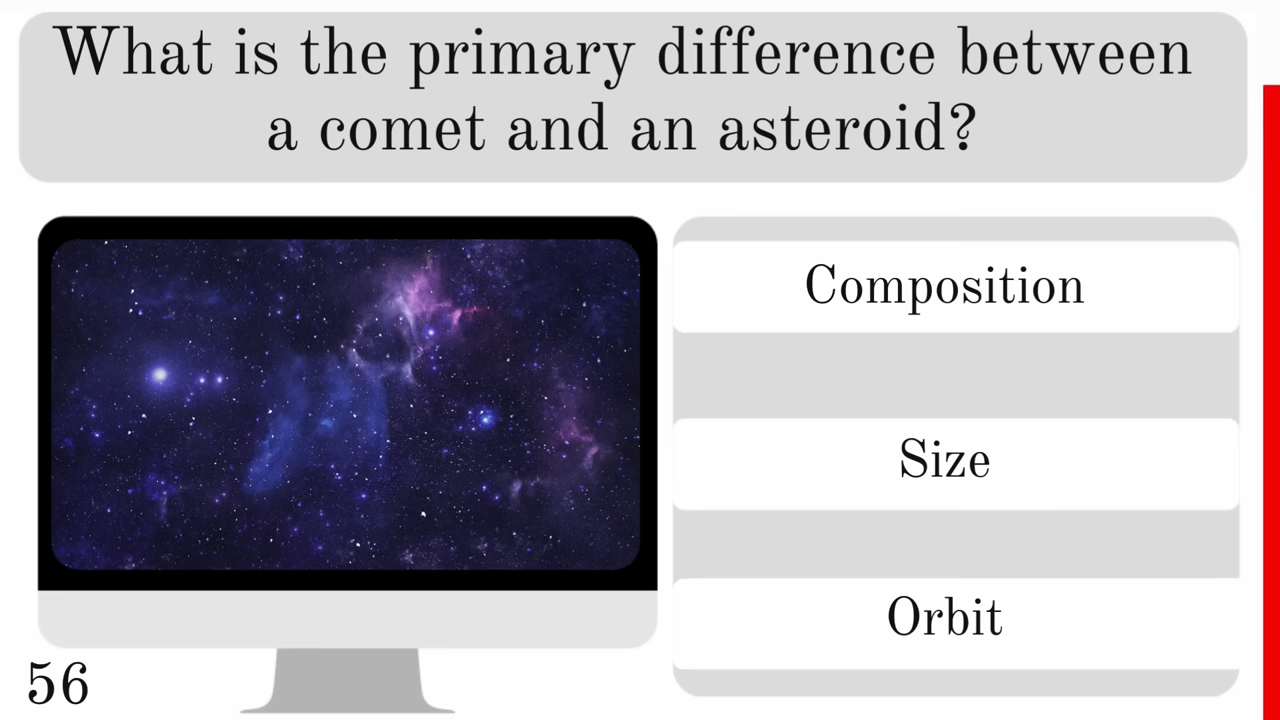 What is the primary difference between
a comet and an asteroid?
Composition
Size
Orbit
56